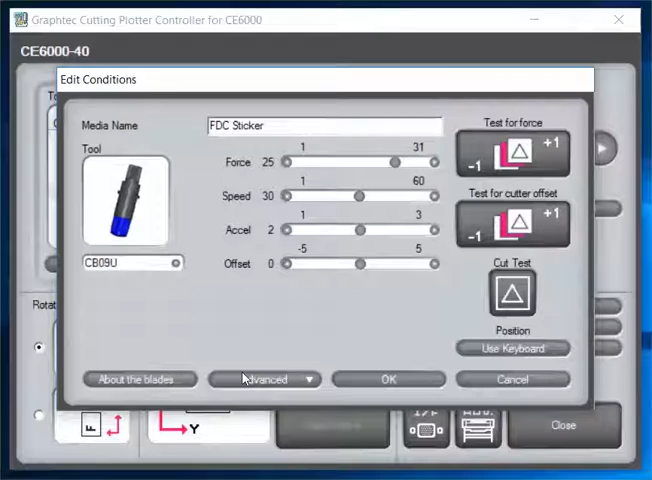 Graphtec Cutting Plotter Controller for CE6000
CE6000-40
Edit Conditions
Media Name
FDC Sticker
Test for force
-1
+1
Tool
1
31
Force
25
1
60
Speed
30
1
3
Accel
2
-5
5
Offset
0
Test for cutter offset
-1
+1
CB09U
Cut Test
Position
Use Keyboard
About the blades
Advanced
OK
Cancel
Rotat
F
Y
I/F
Close